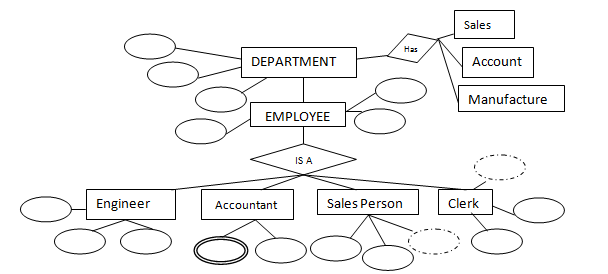 Sales
Has
DEPARTMENT
Account
Manufacture
EMPLOYEE
IS A
Engineer
Accountant
Sales Person
Clerk